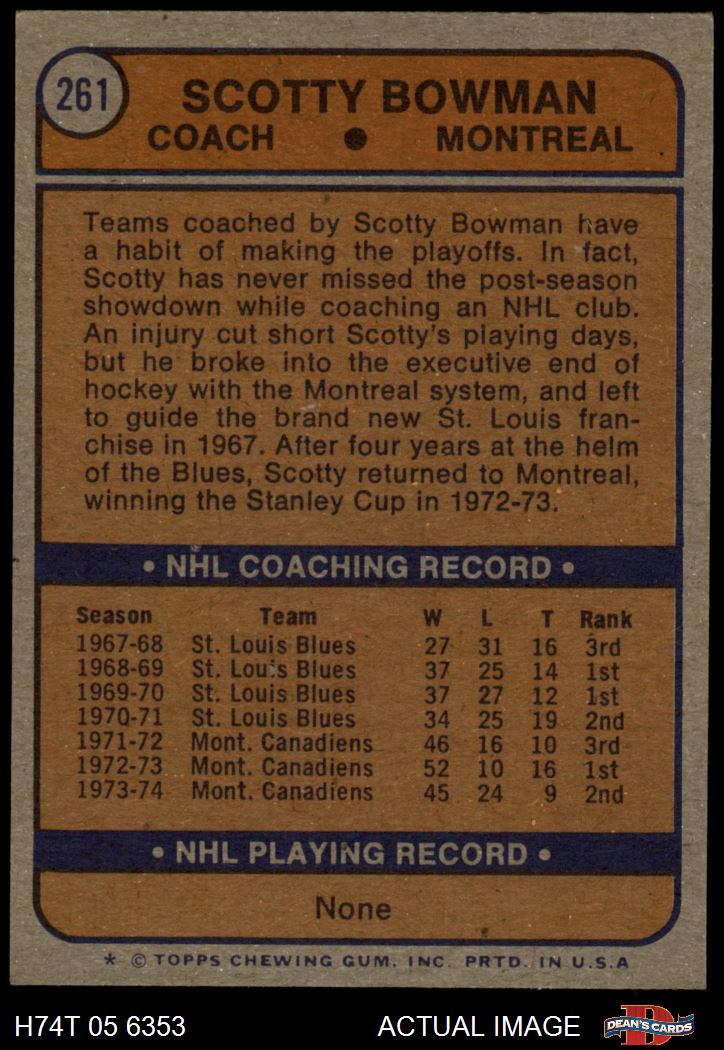 261
SCOTTY BOWMAN
COACH • MONTREAL
Teams coached by Scotty Bowman have
a habit of making the playoffs. In fact,
Scotty has never missed the post-season
showdown while coaching an NHL club.
An injury cut short Scotty's playing days,
but he broke into the executive end of
hockey with the Montreal system, and left
to guide the brand new St. Louis fran-
chise in 1967. After four years at the helm
of the Blues, Scotty returned to Montreal,
winning the Stanley Cup in 1972-73.
• NHL COACHING RECORD •
Season Team W L T Rank
1967-68 St. Louis Blues 27 31 16 3rd
1968-69 St. Louis Blues 37 25 14 1st
1969-70 St. Louis Blues 37 27 12 1st
1970-71 St. Louis Blues 34 25 19 2nd
1971-72 Mont. Canadiens 46 16 10 3rd
1972-73 Mont. Canadiens 52 10 16 1st
1973-74 Mont. Canadiens 45 24 9 2nd
• NHL PLAYING RECORD •
None
* © TOPPS CHEWING GUM, INC. PRTD. IN U.S.A
H74T 05 6353 ACTUAL IMAGE D DEAN'S CARDS